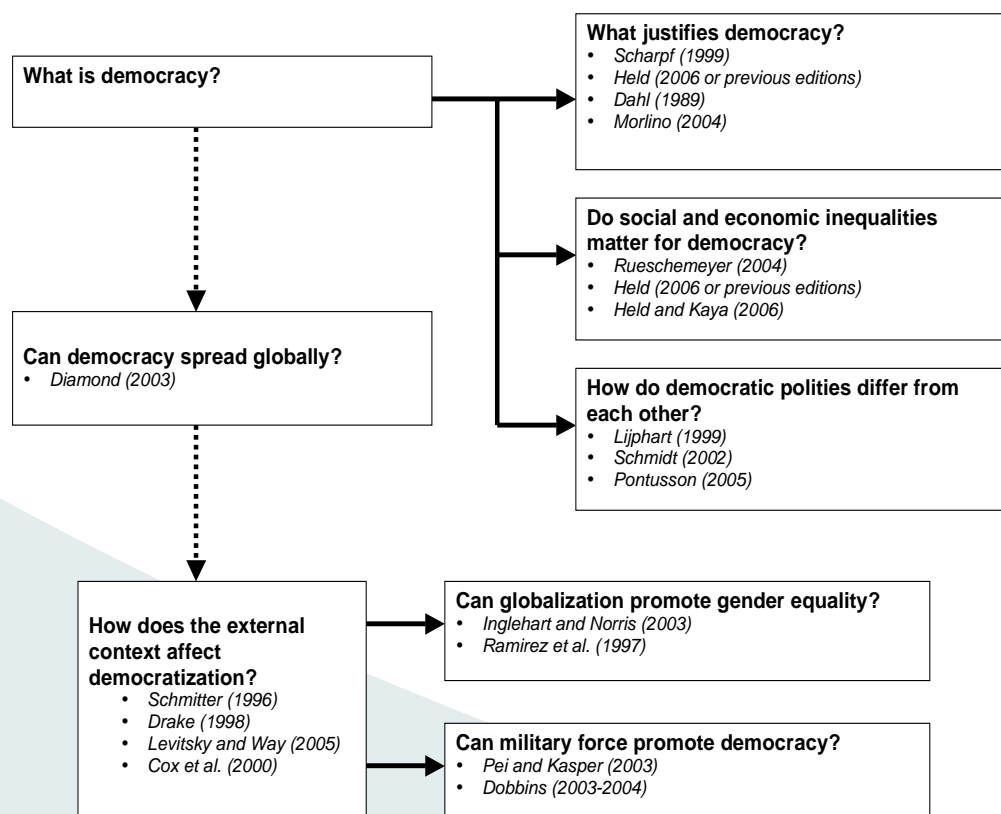 What is democracy?
What justifies democracy?
• Scharpf (1999)
• Held (2006 or previous editions)
• Dahl (1989)
• Morlino (2004)
Do social and economic inequalities
matter for democracy?
• Rueschemeyer (2004)
• Held (2006 or previous editions)
• Held and Kaya (2006)
Can democracy spread globally?
• Diamond (2003)
How do democratic polities differ from
each other?
• Lijphart (1999)
• Schmidt (2002)
• Pontusson (2005)
How does the external
context affect
democratization?
• Schmitter (1996)
• Drake (1998)
• Levitsky and Way (2005)
• Cox et al. (2000)
Can globalization promote gender equality?
• Inglehart and Norris (2003)
• Ramirez et al. (1997)
Can military force promote democracy?
• Pei and Kasper (2003)
• Dobbins (2003-2004)